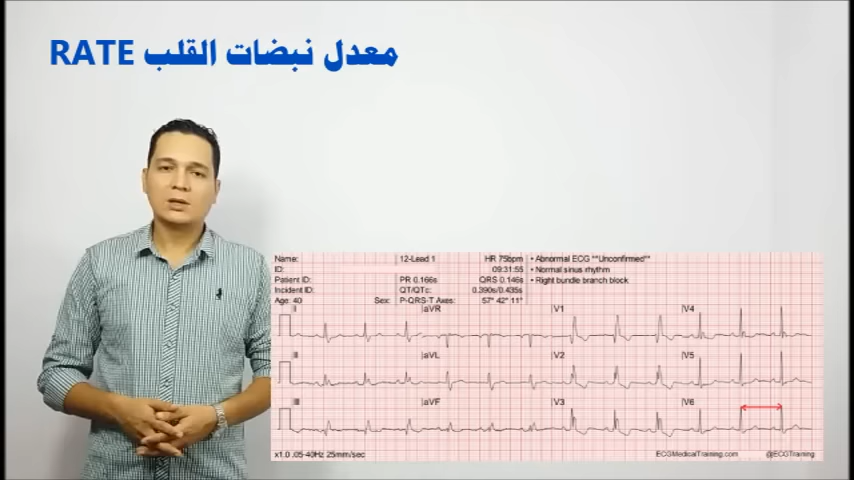 معدل نبضات القلب RATE
Name: 12-Lead 1 HR 75bpm • Abnormal ECG **Unconfirmed**
ID: 09:31:55 • Normal sinus rhythm
Patient ID: PR 0.166s QRS 0.146s • Right bundle branch block
Incident ID: QT/QTc: 0.390s/0.435s
Age: 40 Sex: P-QRS-T Axes: 57° 42° 11°
I aVR V1 V4
II aVL V2 V5
III aVF V3 V6
x1.0 .05-40Hz 25mm/sec ECGMedicalTraining.com @ECGTraining